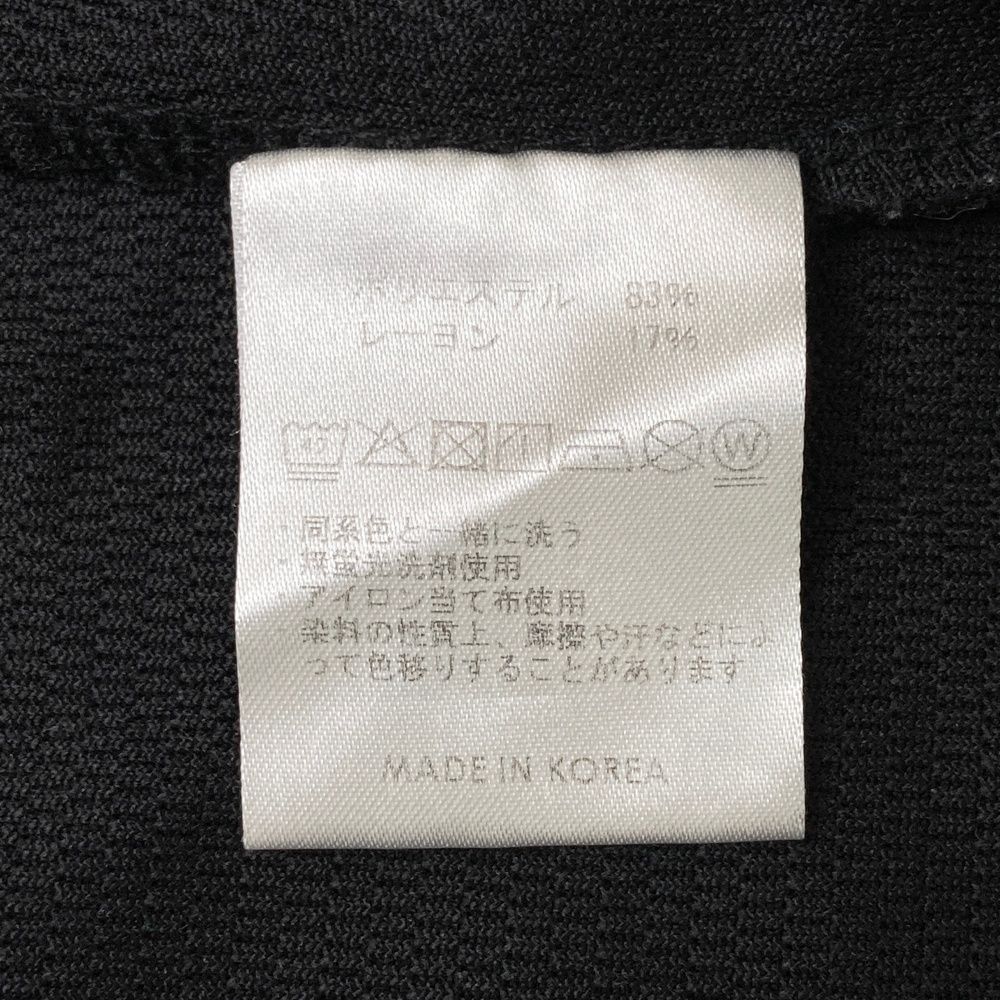 ポリエステル 83%
レーヨン 17%
W
・同系色と一緒に洗う
・無蛍光洗剤使用
アイロン当て布使用
染料の性質上、摩擦や汗などによ
って色移りすることがあります
MADE IN KOREA